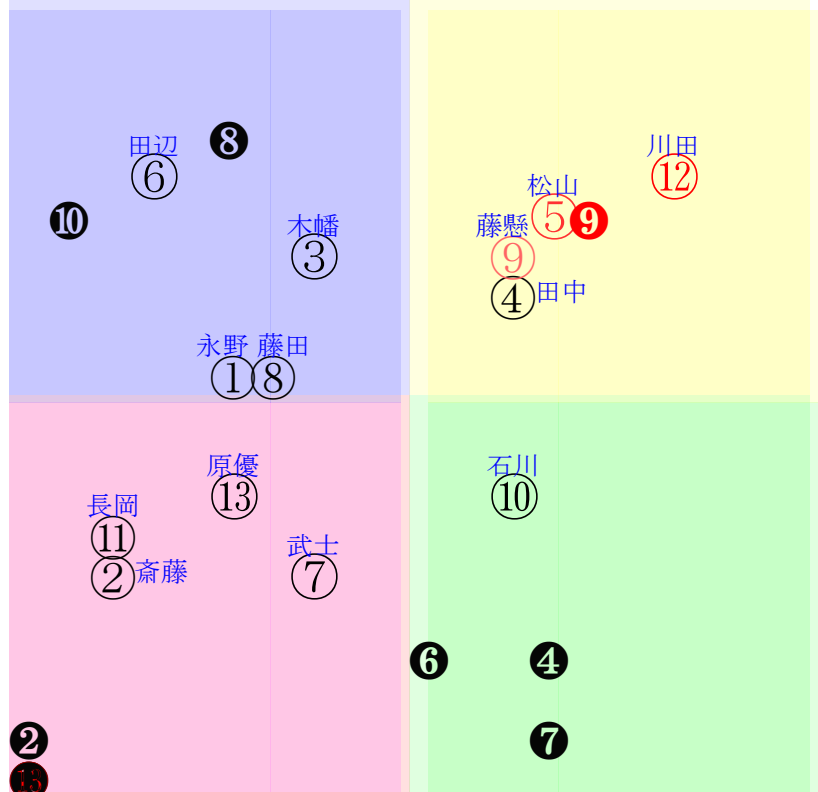 ❽
田辺
⑥
川田
⑫
松山
⑤
❾
❿
木幡
③
藤懸
⑨
④
田中
永野 藤田
①⑧
原優
⑬
石川
⑩
長岡
⑪
②
斎藤
武士
⑦
❻
❹
❷
❼
⓭